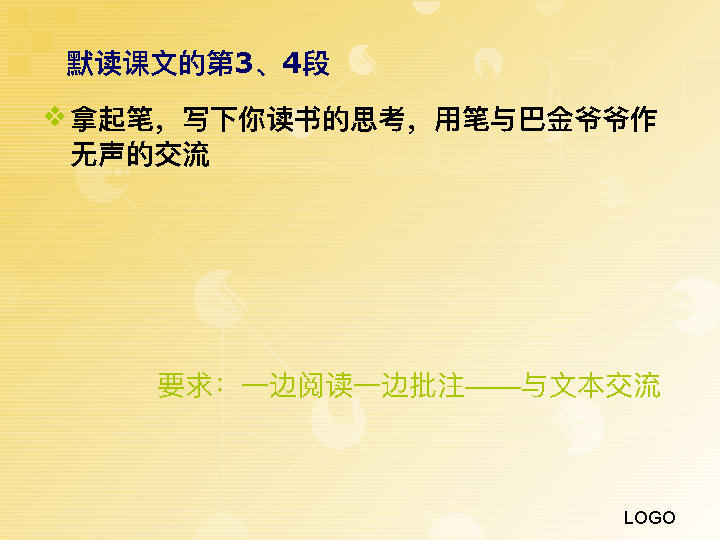 默读课文的第3、4段
拿起笔，写下你读书的思考，用笔与巴金爷爷作
无声的交流
要求：一边阅读一边批注——与文本交流
LOGO